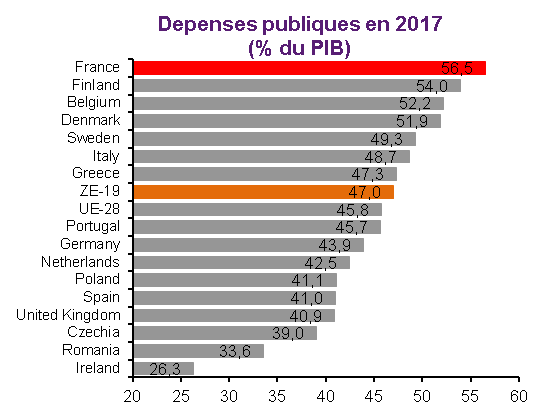 Depenses publiques en 2017
(% du PIB)
France 56,5
Finland 54,0
Belgium 52,2
Denmark 51,9
Sweden 49,3
Italy 48,7
Greece 47,3
ZE-19 47,0
UE-28 45,8
Portugal 45,7
Germany 43,9
Netherlands 42,5
Poland 41,1
Spain 41,0
United Kingdom 40,9
Czechia 39,0
Romania 33,6
Ireland 26,3
20 25 30 35 40 45 50 55 60